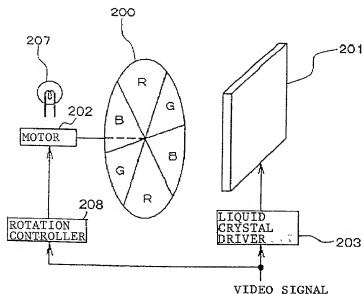 200
207
201
R
202
B
G
MOTOR
G
B
R
208
ROTATION
CONTROLLER
LIQUID
CRYSTAL
DRIVER
203
VIDEO SIGNAL